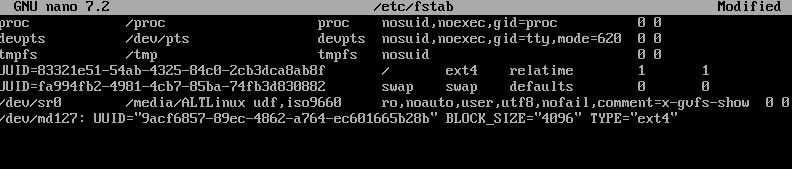 GNU nano 7.2 /etc/fstab Modified
proc /proc proc nosuid,noexec,gid=proc 0 0
devpts /dev/pts devpts nosuid,noexec,gid=tty,mode=620 0 0
tmpfs /tmp tmpfs nosuid 0 0
UUID=83321e51-54ab-4325-84c0-2cb3dca8ab8f / ext4 relatime 1 1
UUID=fa994fb2-4981-4cb7-85ba-74fb3d830882 swap swap defaults 0 0
/dev/sr0 /media/ALTLinux udf,iso9660 ro,noauto,user,utf8,nofail,comment=x-gvfs-show 0 0
/dev/md127: UUID="9acf6857-89ec-4862-a764-ec601665b28b" BLOCK_SIZE="4096" TYPE="ext4"